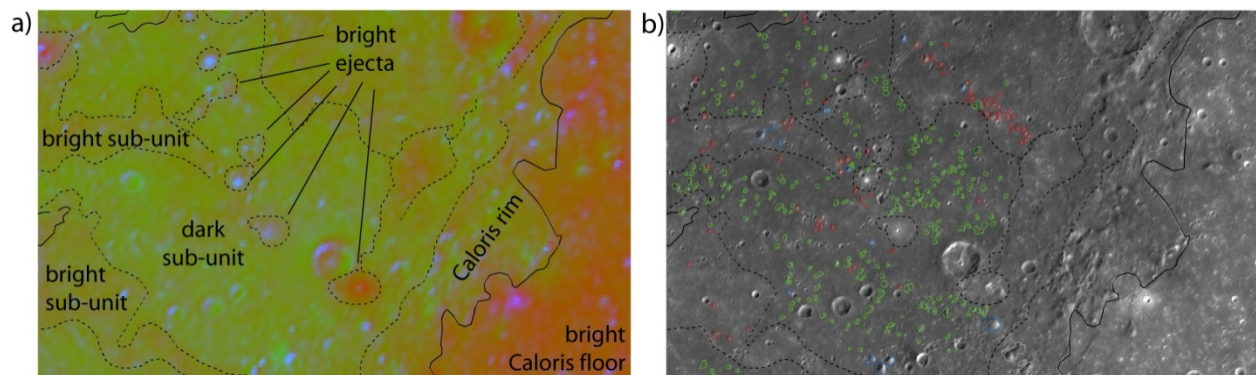 a)
bright
ejecta
bright sub-unit
dark
sub-unit
bright
sub-unit
Caloris rim
bright
Caloris floor
b)